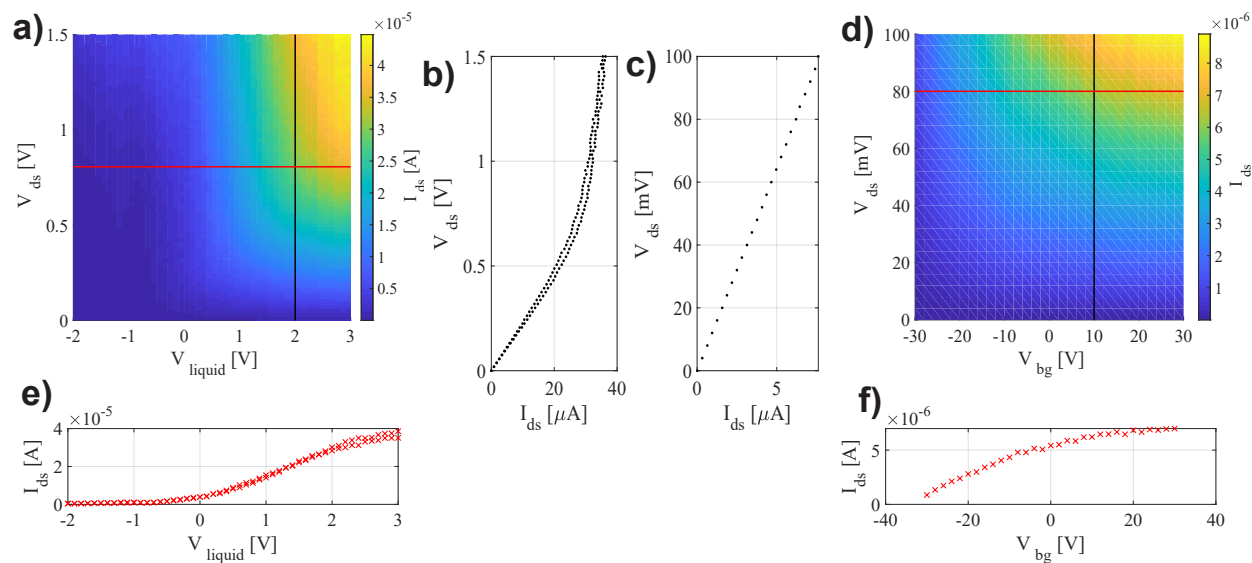 a)
×10⁻⁵
1.5
1
0.5
0
V ds [V]
-2 -1 0 1 2 3
V liquid [V]
4.5
4
3.5
3
2.5
2
1.5
1
0.5
I ds [A]
b)
1.5
1
0.5
0
V ds [V]
0 20 40
I ds [μA]
c)
100
80
60
40
20
0
V ds [mV]
0 5
I ds [μA]
d)
×10⁻⁶
100
80
60
40
20
0
V ds [mV]
-30 -20 -10 0 10 20 30
V bg [V]
8
7
6
5
4
3
2
1
I ds
e)
×10⁻⁵
4
2
0
I ds [A]
-2 -1 0 1 2 3
V liquid [V]
f)
×10⁻⁶
5
0
I ds [A]
-40 -20 0 20 40
V bg [V]